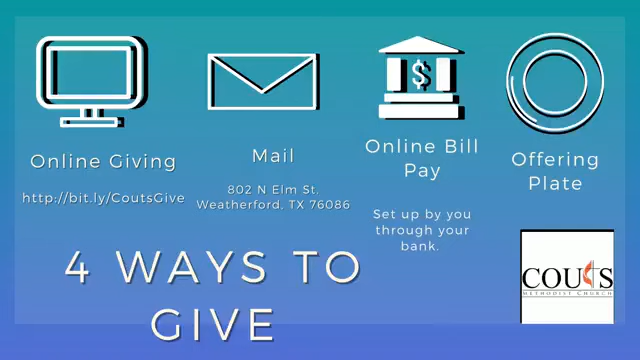 Online Giving
http://bit.ly/CoutsGive
Mail
802 N Elm St,
Weatherford, TX 76086
$
Online Bill
Pay
Set up by you
through your
bank.
Offering
Plate
4 WAYS TO
GIVE
COUTS
METHODIST CHURCH